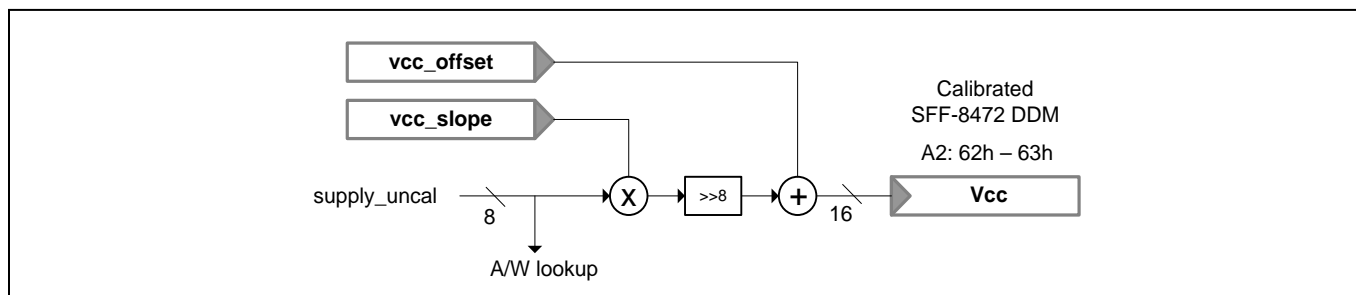 vcc_offset
vcc_slope
Calibrated
SFF-8472 DDM
A2: 62h – 63h
supply_uncal
8
X
>>8
+
16
Vcc
A/W lookup